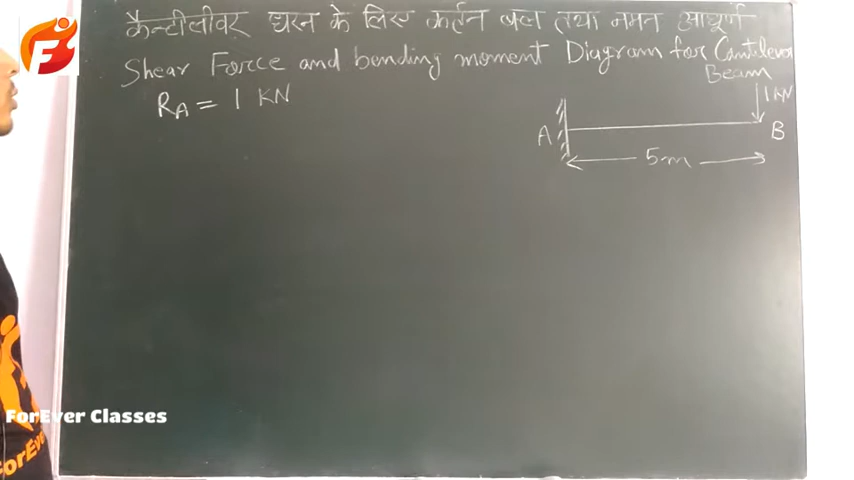 कैन्टीलीवर धरन के लिए कर्तन बल तथा नमन आघूर्ण
Shear Force and bending moment Diagram for Cantilever
Beam
RA = 1 KN
1 KN
A
B
5m
ForEver Classes